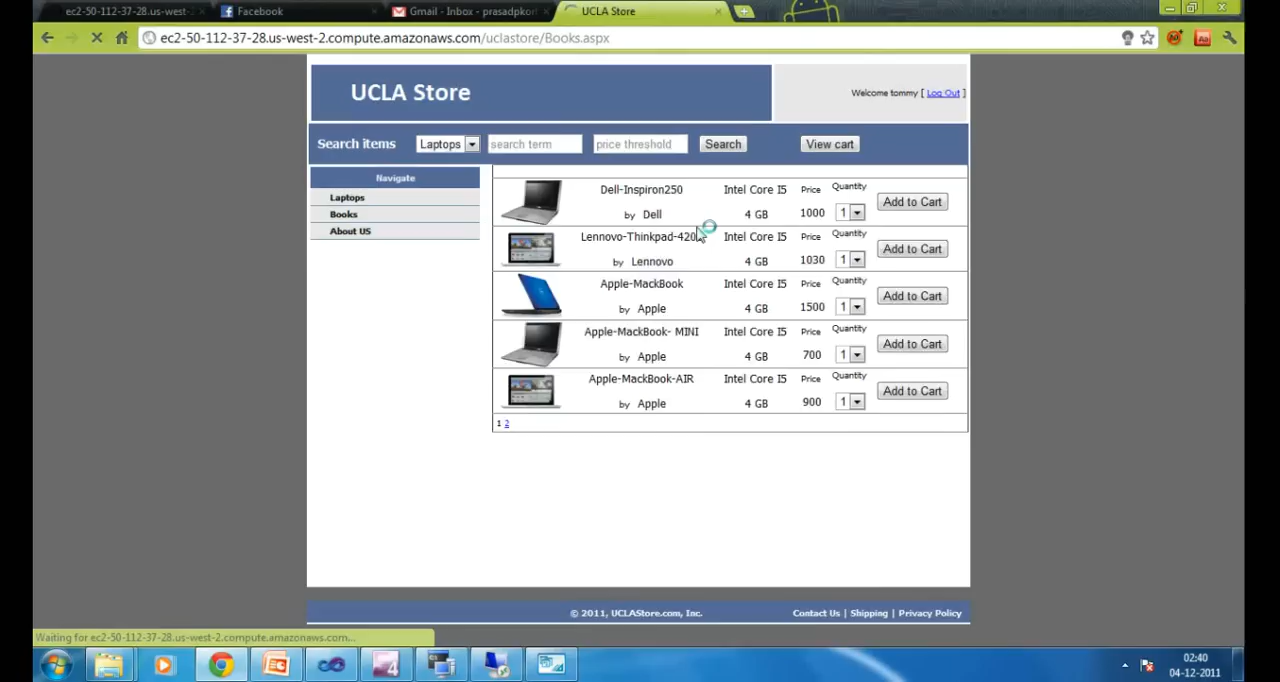 ec2-50-112-37-28.us-west-2
Facebook
Gmail - Inbox - prasadpkor
UCLA Store
ec2-50-112-37-28.us-west-2.compute.amazonaws.com/uclastore/Books.aspx
UCLA Store
Welcome tommy [ Log Out ]
Search items Laptops search term price threshold Search View cart
Navigate
Laptops
Books
About US
Dell-Inspiron250 Intel Core I5 Price Quantity
by Dell 4 GB 1000 1 Add to Cart
Lennovo-Thinkpad-420 Intel Core I5 Price Quantity
by Lennovo 4 GB 1030 1 Add to Cart
Apple-MackBook Intel Core I5 Price Quantity
by Apple 4 GB 1500 1 Add to Cart
Apple-MackBook- MINI Intel Core I5 Price Quantity
by Apple 4 GB 700 1 Add to Cart
Apple-MackBook-AIR Intel Core I5 Price Quantity
by Apple 4 GB 900 1 Add to Cart
1 2
© 2011, UCLAStore.com, Inc.
Contact Us | Shipping | Privacy Policy
Waiting for ec2-50-112-37-28.us-west-2.compute.amazonaws.com...
02:40
04-12-2011